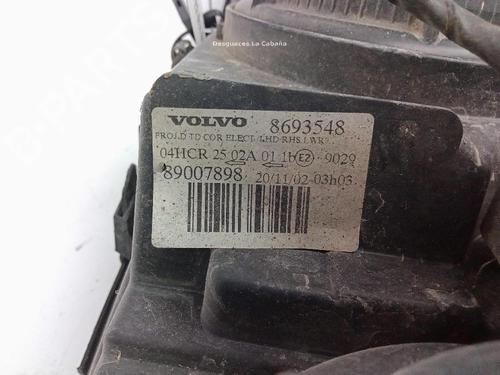 Desguaces La Cabaña
VOLVO 8693548
PROJ.D TD COR ELECT LHD RHS LWR
04HCR 25 02A 01 1b E2 9029
89007898 20/11/02-03h03